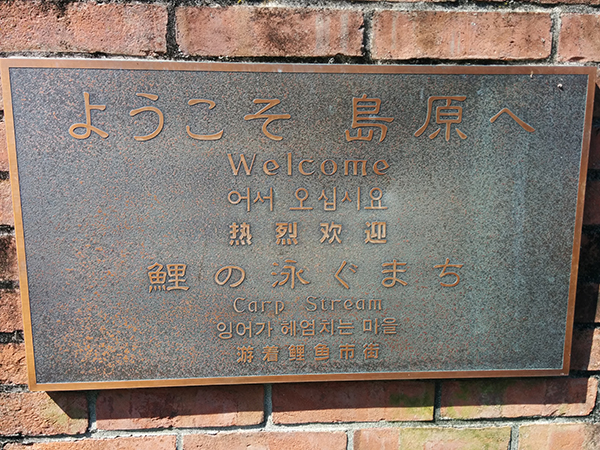 ようこそ 島原へ
Welcome
어서 오십시요
热烈欢迎
鯉の泳ぐまち
Carp Stream
잉어가 헤엄치는 마을
游着鲤鱼市街